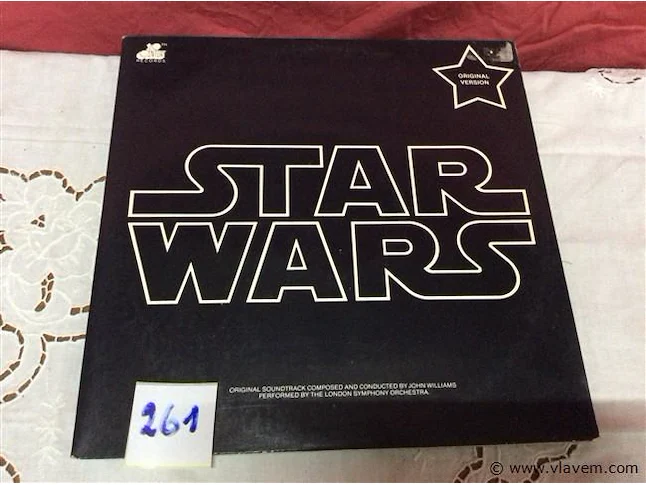 RECORDS
ORIGINAL
VERSION
STAR
WARS
ORIGINAL SOUNDTRACK COMPOSED AND CONDUCTED BY JOHN WILLIAMS
PERFORMED BY THE LONDON SYMPHONY ORCHESTRA.
261
© www.vlavem.com